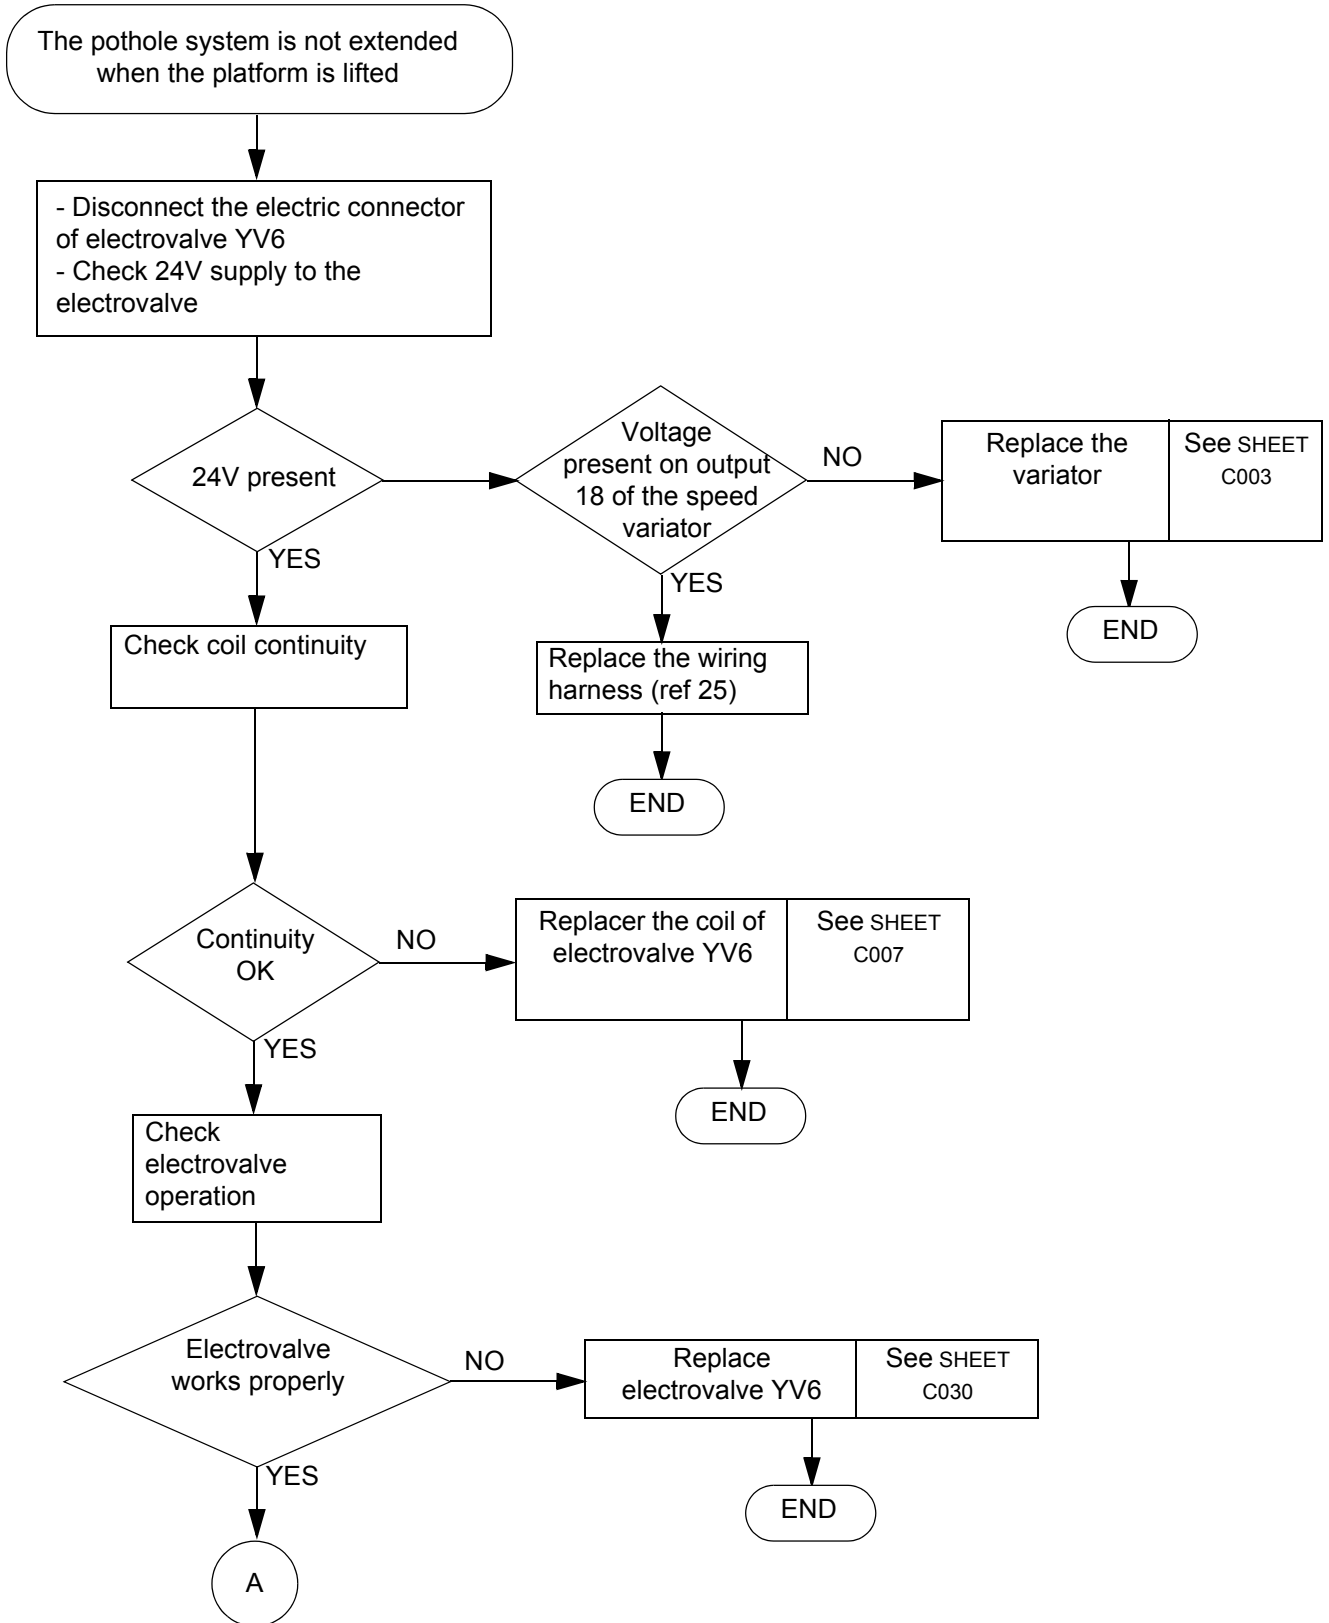 The pothole system is not extended
when the platform is lifted
- Disconnect the electric connector
of electrovalve YV6
- Check 24V supply to the
electrovalve
24V present
YES
Voltage
present on output
18 of the speed
variator
NO
Replace the
variator
See SHEET
C003
END
YES
Replace the wiring
harness (ref 25)
END
Check coil continuity
Continuity
OK
NO
Replacer the coil of
electrovalve YV6
See SHEET
C007
END
YES
Check
electrovalve
operation
Electrovalve
works properly
NO
Replace
electrovalve YV6
See SHEET
C030
END
YES
A